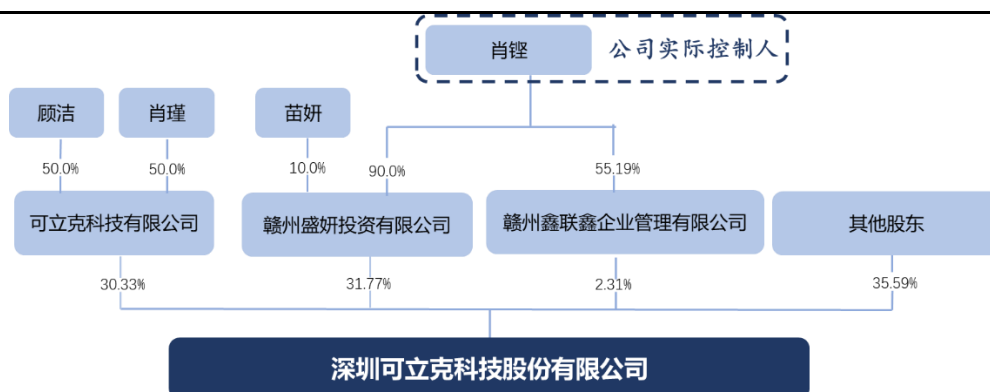 肖铿
公司实际控制人
顾洁
肖瑾
苗妍
50.0%
50.0%
10.0%
90.0%
55.19%
可立克科技有限公司
赣州盛妍投资有限公司
赣州鑫联鑫企业管理有限公司
其他股东
30.33%
31.77%
2.31%
35.59%
深圳可立克科技股份有限公司